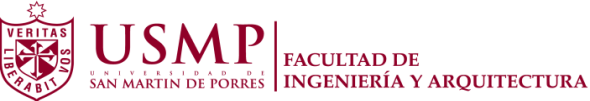 VERITAS
LIBERABIT VOS
USMP
UNIVERSIDAD DE
SAN MARTIN DE PORRES
FACULTAD DE
INGENIERÍA Y ARQUITECTURA